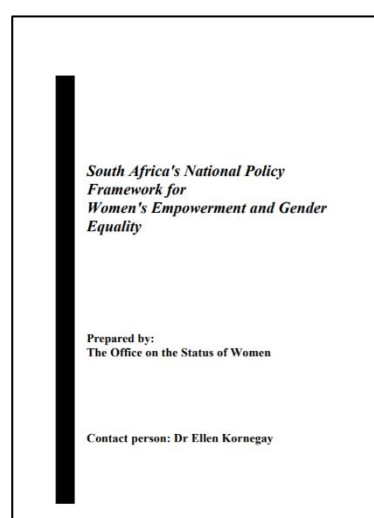 South Africa's National Policy
Framework for
Women's Empowerment and Gender
Equality
Prepared by:
The Office on the Status of Women
Contact person: Dr Ellen Kornegay